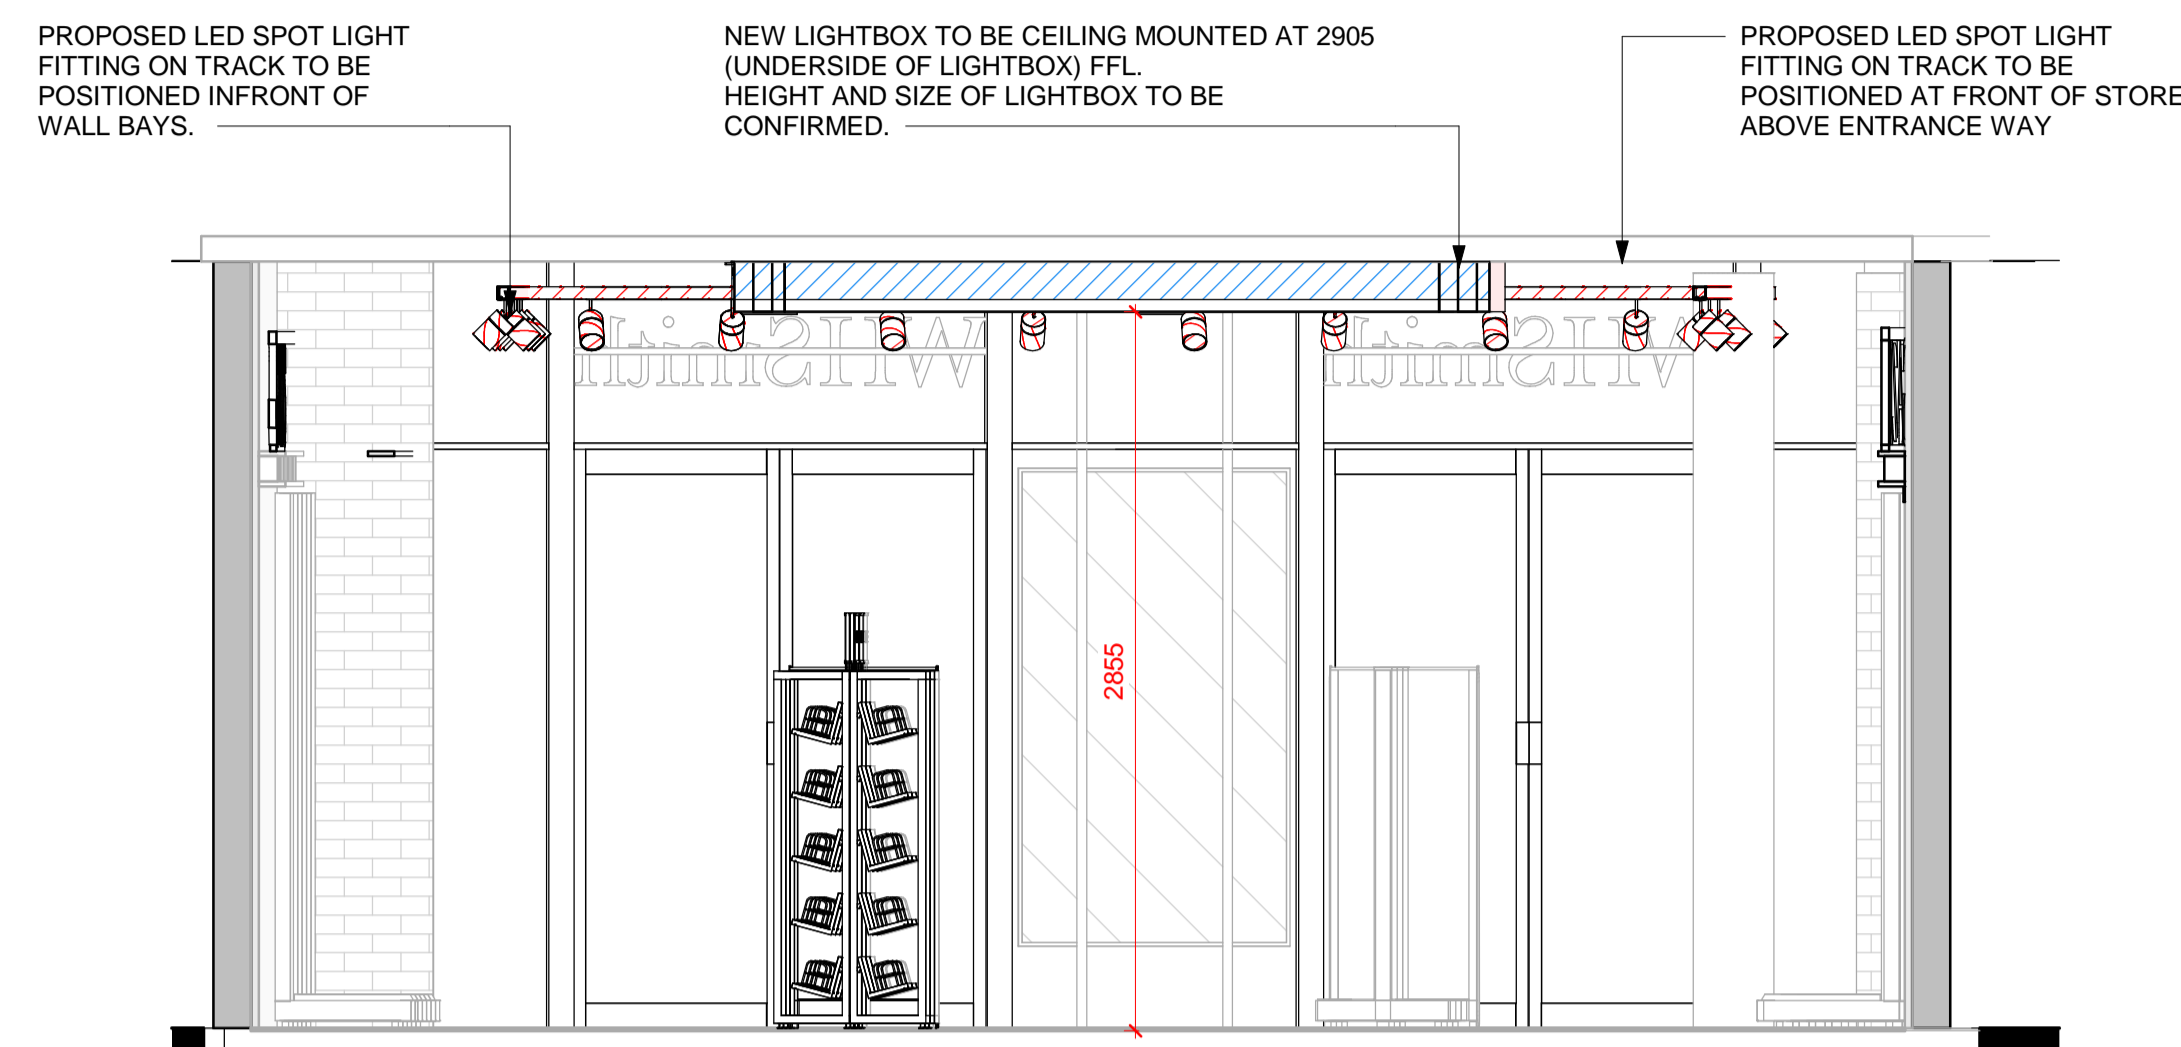 PROPOSED LED SPOT LIGHT
FITTING ON TRACK TO BE
POSITIONED INFRONT OF
WALL BAYS.
NEW LIGHTBOX TO BE CEILING MOUNTED AT 2905
(UNDERSIDE OF LIGHTBOX) FFL.
HEIGHT AND SIZE OF LIGHTBOX TO BE
CONFIRMED.
PROPOSED LED SPOT LIGHT
FITTING ON TRACK TO BE
POSITIONED AT FRONT OF STORE
ABOVE ENTRANCE WAY
WHSmith
WHSmith
2855